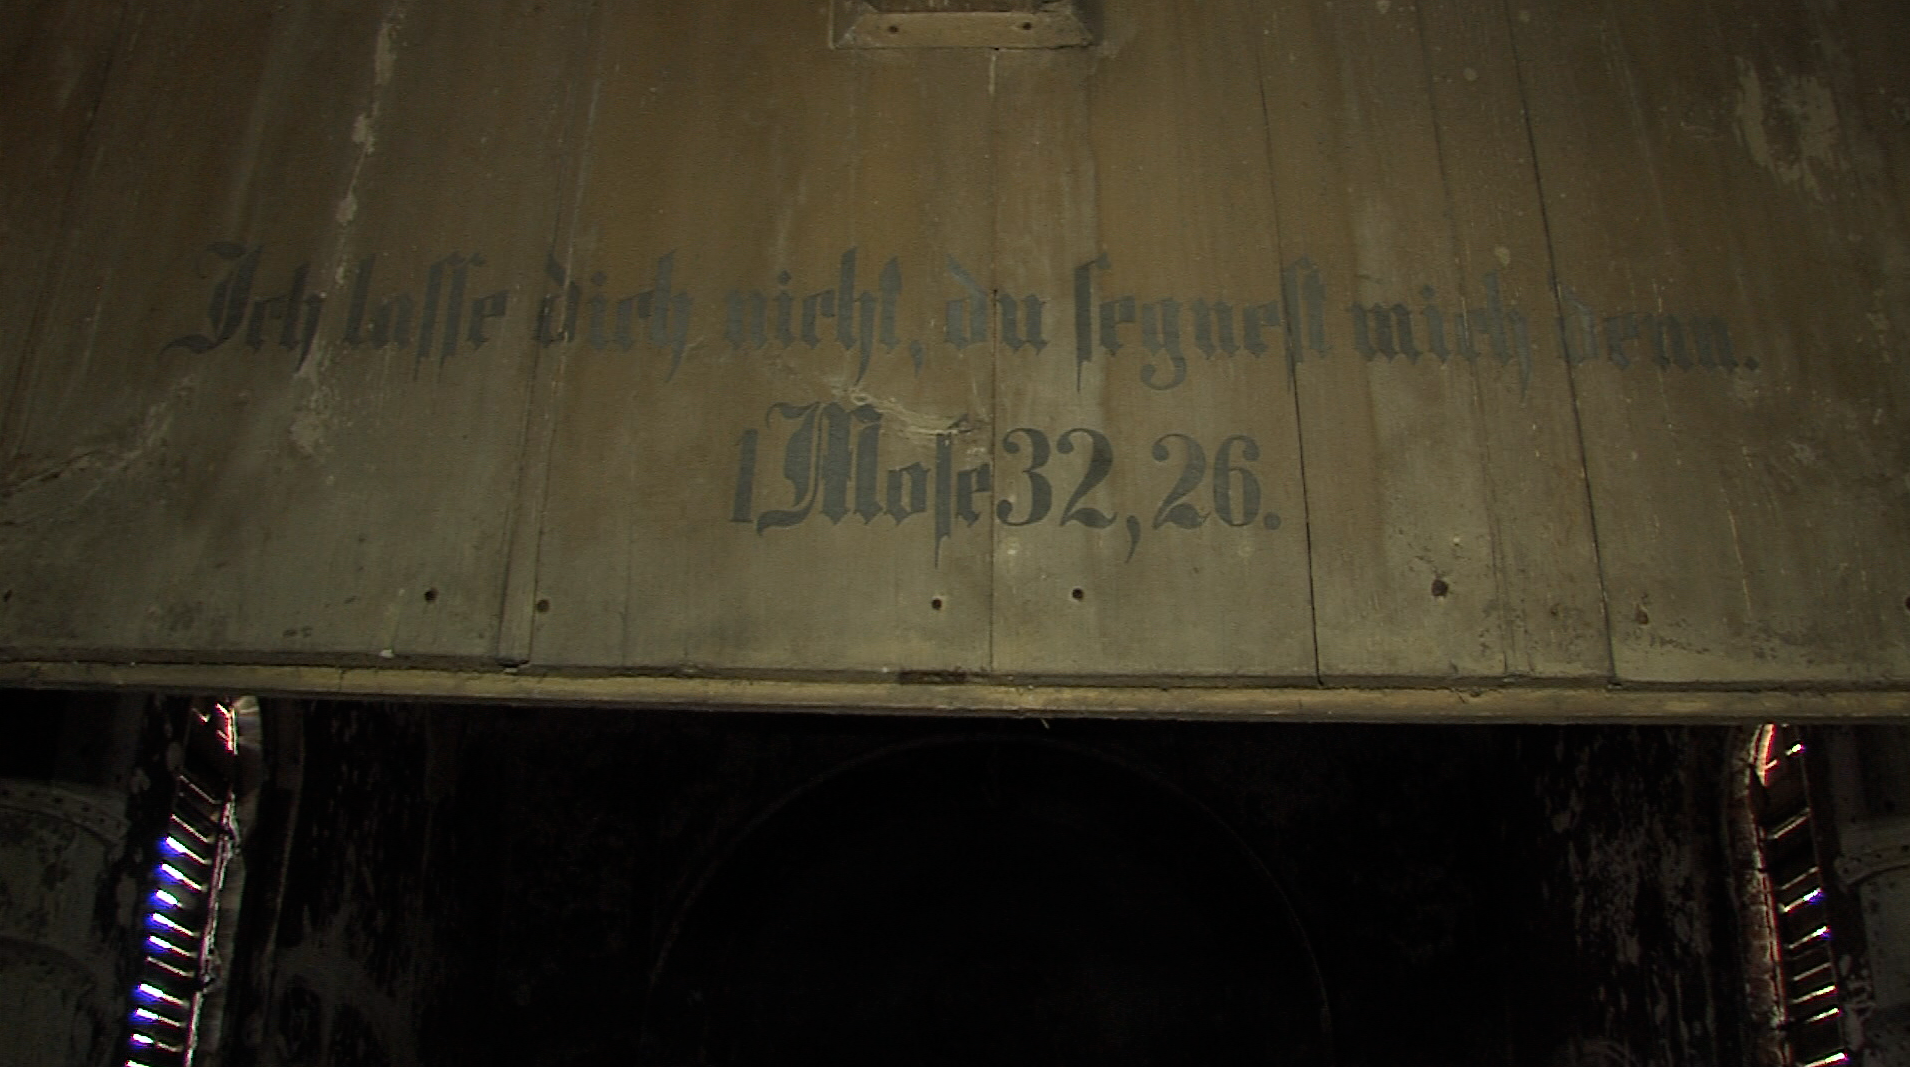 Ich lasse dich nicht, du segnest mich denn.
1 Mose 32, 26.